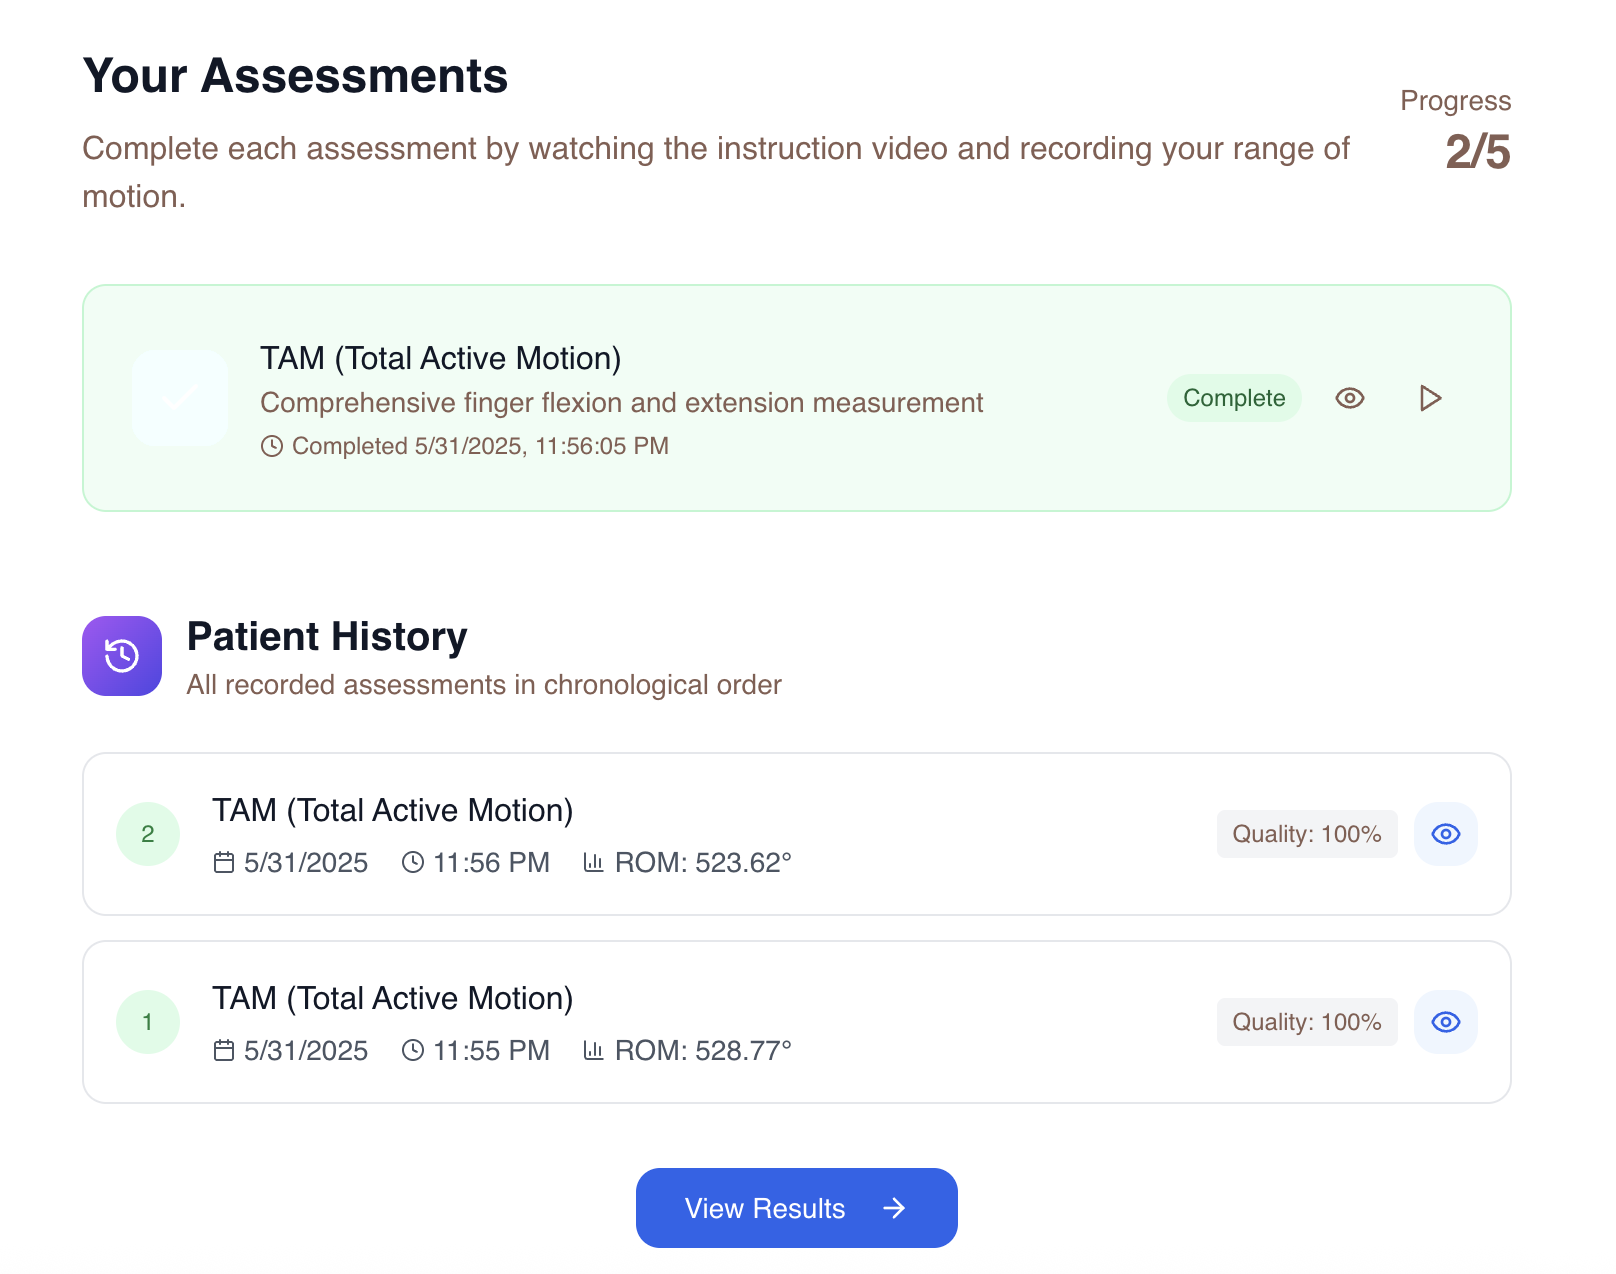 Your Assessments
Progress
2/5
Complete each assessment by watching the instruction video and recording your range of
motion.
TAM (Total Active Motion)
Comprehensive finger flexion and extension measurement
Completed 5/31/2025, 11:56:05 PM
Complete
Patient History
All recorded assessments in chronological order
2
TAM (Total Active Motion)
5/31/2025 11:56 PM ROM: 523.62°
Quality: 100%
1
TAM (Total Active Motion)
5/31/2025 11:55 PM ROM: 528.77°
Quality: 100%
View Results